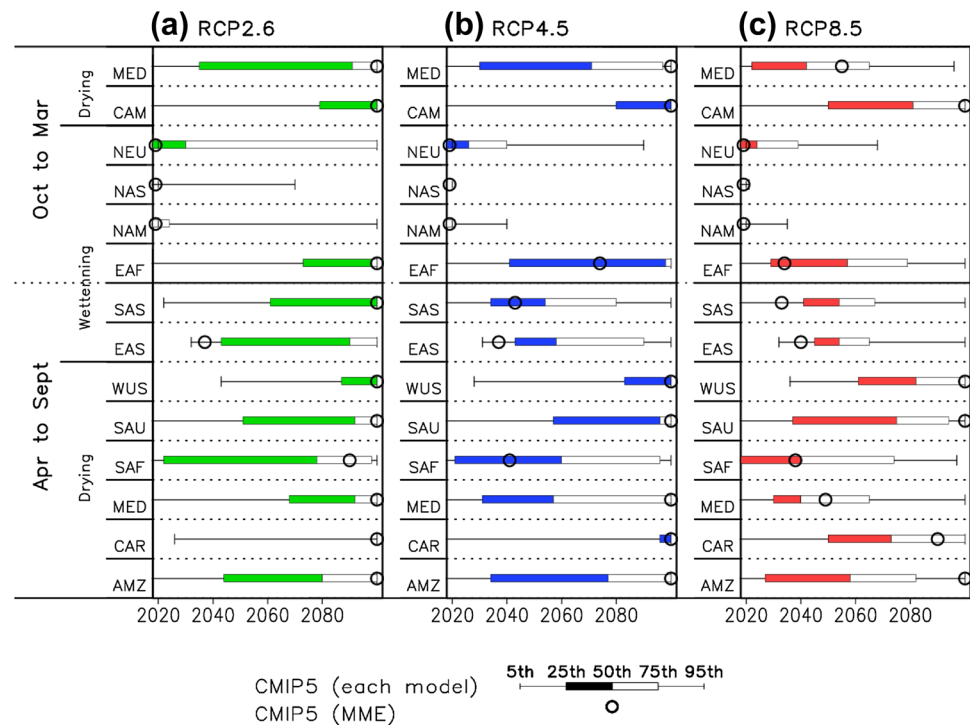 (a) RCP2.6
(b) RCP4.5
(c) RCP8.5
Oct to Mar
Apr to Sept
Drying
Wettenning
Drying
MED
CAM
NEU
NAS
NAM
EAF
SAS
EAS
WUS
SAU
SAF
MED
CAR
AMZ
2020 2040 2060 2080
MED
CAM
NEU
NAS
NAM
EAF
SAS
EAS
WUS
SAU
SAF
MED
CAR
AMZ
2020 2040 2060 2080
MED
CAM
NEU
NAS
NAM
EAF
SAS
EAS
WUS
SAU
SAF
MED
CAR
AMZ
2020 2040 2060 2080
5th 25th 50th 75th 95th
CMIP5 (each model)
CMIP5 (MME)